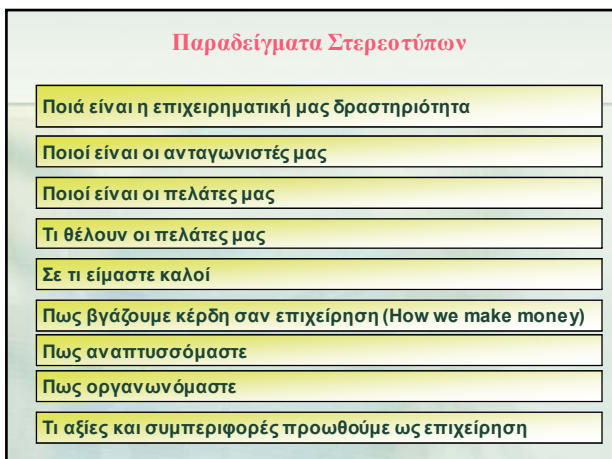 Παραδείγματα Στερεοτύπων
Ποιά είναι η επιχειρηματική μας δραστηριότητα
Ποιοί είναι οι ανταγωνιστές μας
Ποιοί είναι οι πελάτες μας
Τι θέλουν οι πελάτες μας
Σε τι είμαστε καλοί
Πως βγάζουμε κέρδη σαν επιχείρηση (How we make money)
Πως αναπτυσσόμαστε
Πως οργανωνόμαστε
Τι αξίες και συμπεριφορές προωθούμε ως επιχείρηση